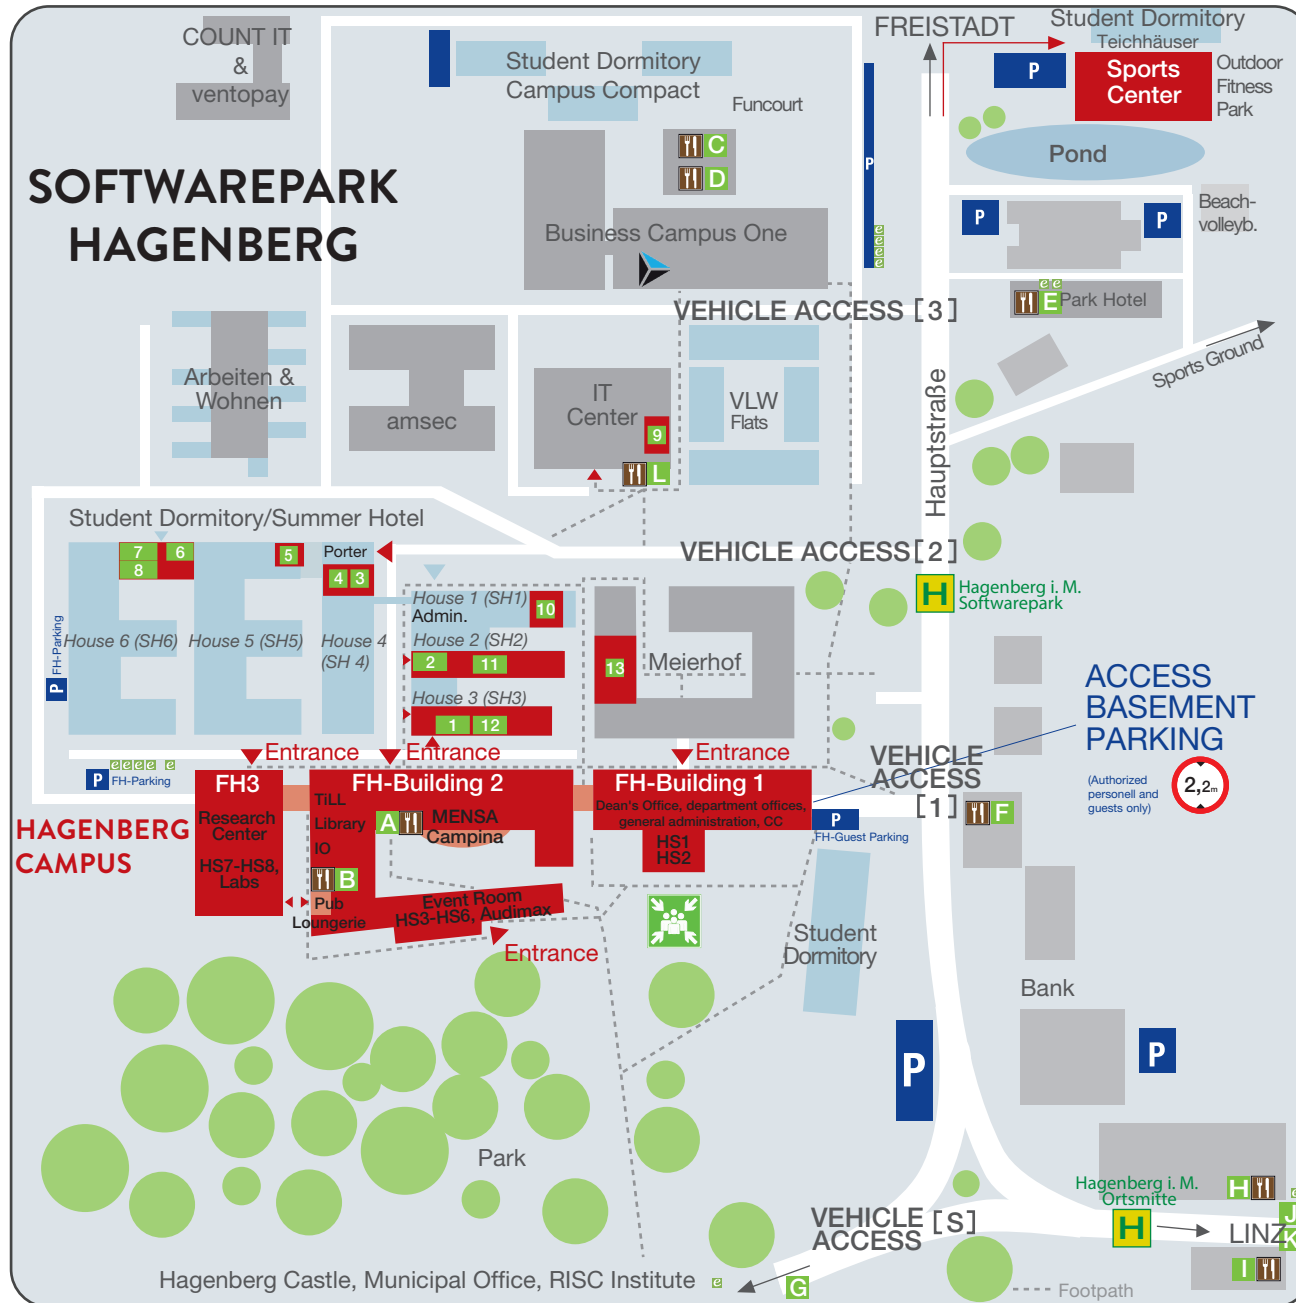 COUNT IT
&
ventopay
Student Dormitory
Campus Compact
Funcourt
C
D
P
FREISTADT
Student Dormitory
Teichhäuser
P
Sports
Center
Outdoor
Fitness
Park
Pond
SOFTWAREPARK
HAGENBERG
Business Campus One
P
P
Beach-
volleyb.
e
e
e
e
e e
E
Park Hotel
VEHICLE ACCESS [3]
Sports Ground
Arbeiten &
Wohnen
amsec
IT
Center
9
L
VLW
Flats
Hauptstraße
Student Dormitory/Summer Hotel
VEHICLE ACCESS [2]
7
6
8
5
Porter
4 3
House 1 (SH1)
Admin.
10
House 2 (SH2)
2
11
House 3 (SH3)
1
12
House 6 (SH6)
House 5 (SH5)
House 4
(SH 4)
P FH-Parking
13
Meierhof
H
Hagenberg i. M.
Softwarepark
ACCESS
BASEMENT
PARKING
(Authorized
personell and
guests only)
2,2m
VEHICLE
ACCESS
[1]
Entrance
Entrance
Entrance
e e e e e
P FH-Parking
HAGENBERG
CAMPUS
FH3
Research
Center
HS7-HS8,
Labs
FH-Building 2
TiLL
Library
IO
A
MENSA
Campina
B
Pub
Loungerie
Event Room
HS3-HS6, Audimax
Entrance
FH-Building 1
Dean's Office, department offices,
general administration, CC
HS1
HS2
P
FH-Guest Parking
F
Student
Dormitory
Bank
P
P
Park
Hagenberg i. M.
Ortsmitte
H
H
e
J
K
LINZ
I
VEHICLE
ACCESS
[S]
Hagenberg Castle, Municipal Office, RISC Institute e
G
Footpath